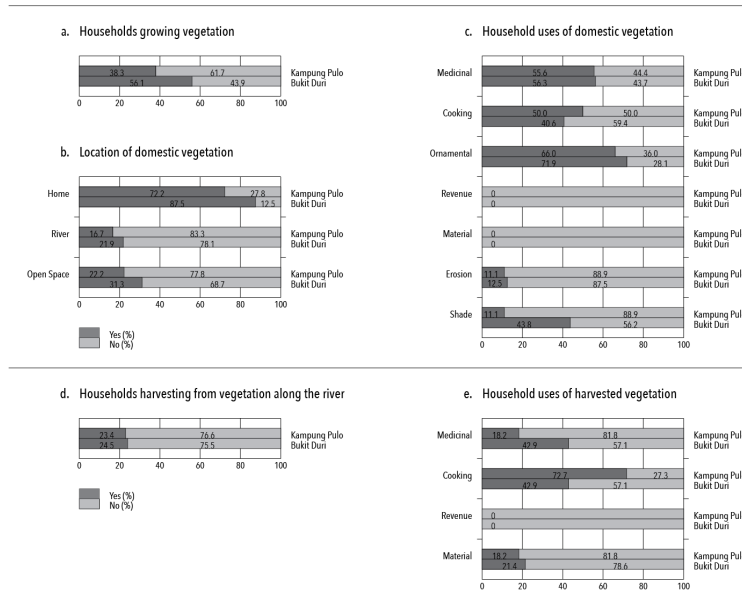 a. Households growing vegetation
38.3 61.7 Kampung Pulo
56.1 43.9 Bukit Duri
0 20 40 60 80 100
b. Location of domestic vegetation
Home 72.2 27.8 Kampung Pulo
87.5 12.5 Bukit Duri
River 16.7 83.3 Kampung Pulo
21.9 78.1 Bukit Duri
Open Space 22.2 77.8 Kampung Pulo
31.3 68.7 Bukit Duri
0 20 40 60 80 100
Yes (%)
No (%)
c. Household uses of domestic vegetation
Medicinal 55.6 44.4 Kampung Pul
56.3 43.7 Bukit Duri
Cooking 50.0 50.0 Kampung Pul
40.6 59.4 Bukit Duri
Ornamental 66.0 36.0 Kampung Pul
71.9 28.1 Bukit Duri
Revenue 0 Kampung Pul
0 Bukit Duri
Material 0 Kampung Pul
0 Bukit Duri
Erosion 11.1 88.9 Kampung Pul
12.5 87.5 Bukit Duri
Shade 11.1 88.9 Kampung Pul
43.8 56.2 Bukit Duri
0 20 40 60 80 100
d. Households harvesting from vegetation along the river
23.4 76.6 Kampung Pulo
24.5 75.5 Bukit Duri
0 20 40 60 80 100
Yes (%)
No (%)
e. Household uses of harvested vegetation
Medicinal 18.2 81.8 Kampung Pul
42.9 57.1 Bukit Duri
Cooking 72.7 27.3 Kampung Pul
42.9 57.1 Bukit Duri
Revenue 0 Kampung Pul
0 Bukit Duri
Material 18.2 81.8 Kampung Pul
21.4 78.6 Bukit Duri
0 20 40 60 80 100